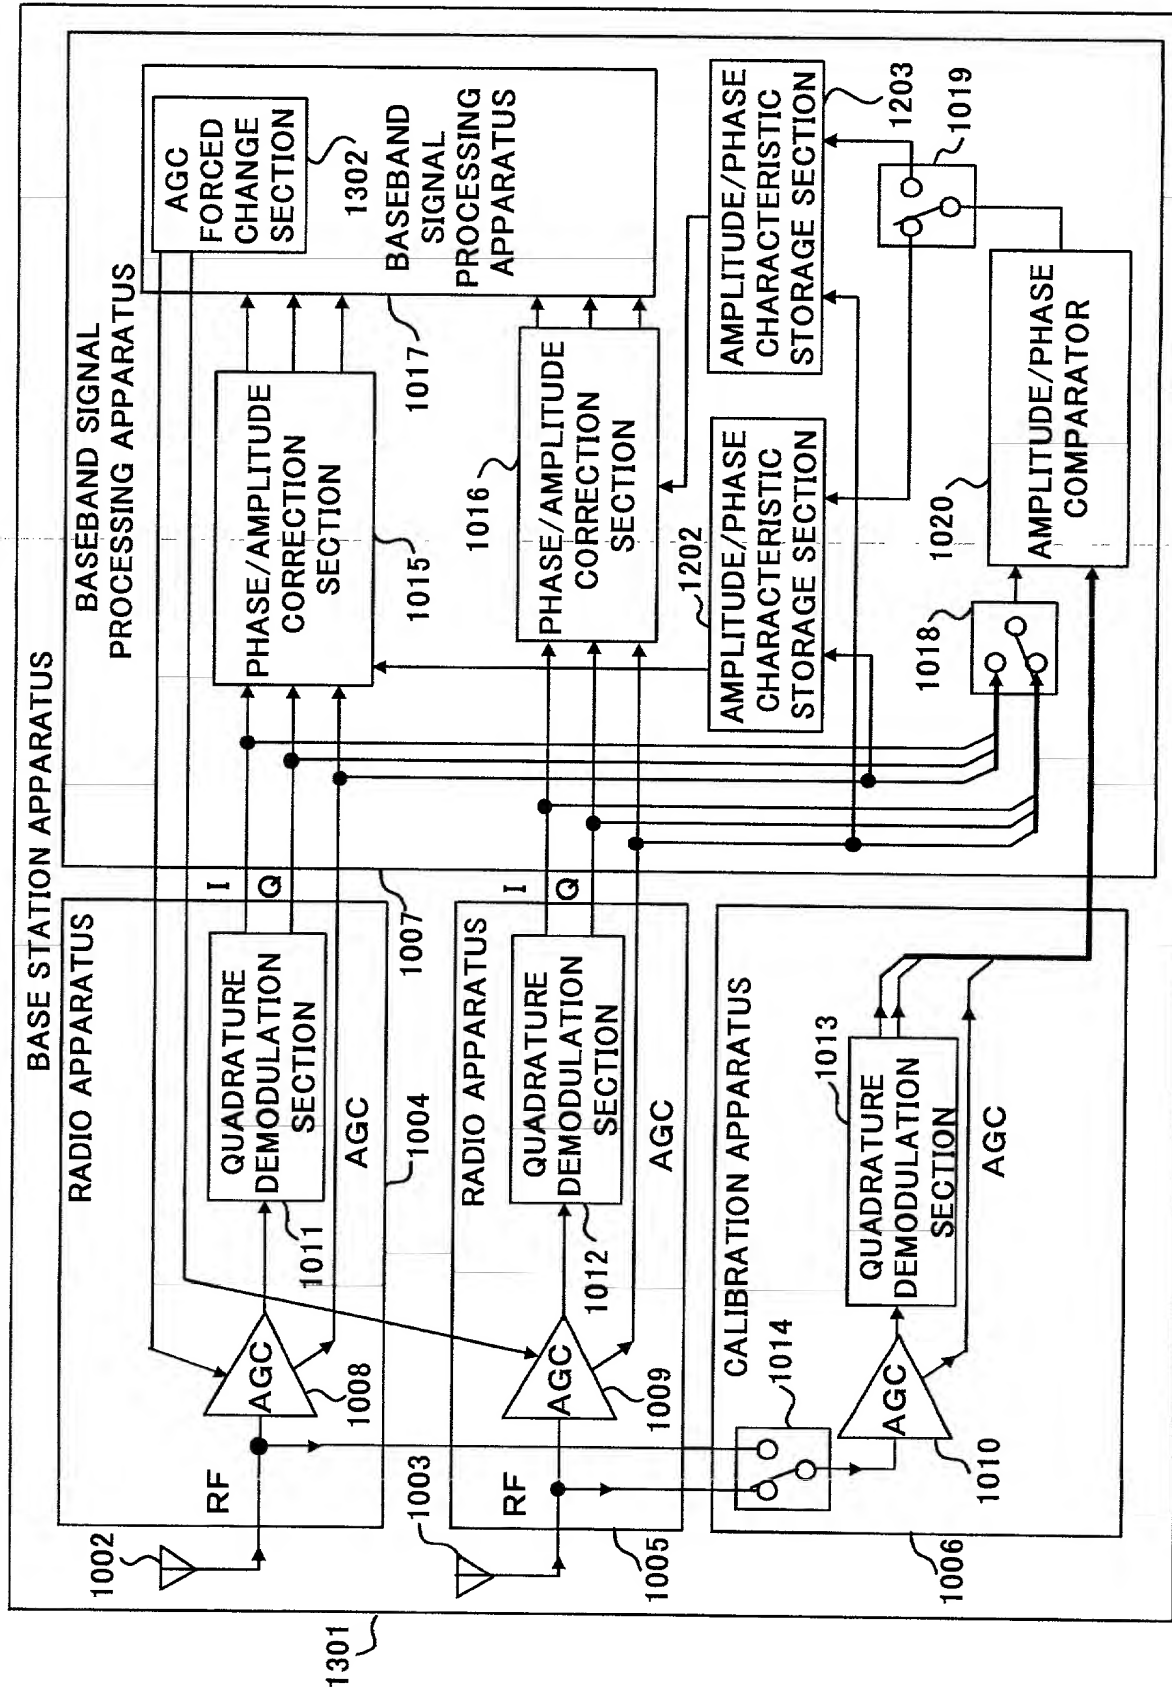 BASE STATION APPARATUS
1301
RADIO APPARATUS
1002
RF
AGC
1008
QUADRATURE
DEMODULATION
SECTION
1011
AGC
1004
I
Q
1007
RADIO APPARATUS
1003
RF
1005
AGC
1009
QUADRATURE
DEMODULATION
SECTION
1012
AGC
I
Q
CALIBRATION APPARATUS
1014
1006
AGC
1010
QUADRATURE
DEMODULATION
SECTION
1013
AGC
BASEBAND SIGNAL
PROCESSING APPARATUS
PHASE/AMPLITUDE
CORRECTION
SECTION
1015
AGC
FORCED
CHANGE
SECTION
1302
BASEBAND
SIGNAL
PROCESSING
APPARATUS
1017
PHASE/AMPLITUDE
CORRECTION
SECTION
1016
AMPLITUDE/PHASE
CHARACTERISTIC
STORAGE SECTION
1202
AMPLITUDE/PHASE
CHARACTERISTIC
STORAGE SECTION
1203
1018
1019
AMPLITUDE/PHASE
COMPARATOR
1020